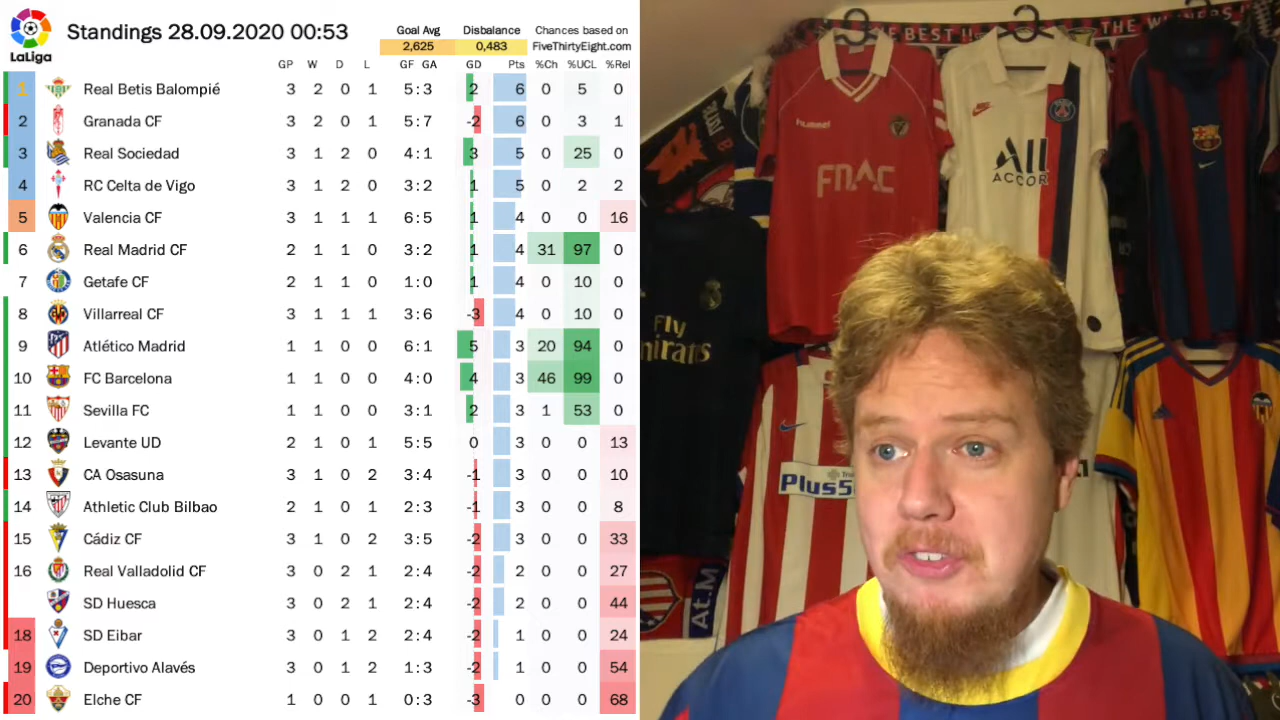 LaLiga
Standings 28.09.2020 00:53
Goal Avg Disbalance Chances based on
2,625 0,483 FiveThirtyEight.com
GP W D L GF GA GD Pts %Ch %UCL %Rel
1 Real Betis Balompié 3 2 0 1 5:3 2 6 0 5 0
2 Granada CF 3 2 0 1 5:7 -2 6 0 3 1
3 Real Sociedad 3 1 2 0 4:1 3 5 0 25 0
4 RC Celta de Vigo 3 1 2 0 3:2 1 5 0 2 2
5 Valencia CF 3 1 1 1 6:5 1 4 0 0 16
6 Real Madrid CF 2 1 1 0 3:2 1 4 31 97 0
7 Getafe CF 2 1 1 0 1:0 1 4 0 10 0
8 Villarreal CF 3 1 1 1 3:6 -3 4 0 10 0
9 Atlético Madrid 1 1 0 0 6:1 5 3 20 94 0
10 FC Barcelona 1 1 0 0 4:0 4 3 46 99 0
11 Sevilla FC 1 1 0 0 3:1 2 3 1 53 0
12 Levante UD 2 1 0 1 5:5 0 3 0 0 13
13 CA Osasuna 3 1 0 2 3:4 -1 3 0 0 10
14 Athletic Club Bilbao 2 1 0 1 2:3 -1 3 0 0 8
15 Cádiz CF 3 1 0 2 3:5 -2 3 0 0 33
16 Real Valladolid CF 3 0 2 1 2:4 -2 2 0 0 27
SD Huesca 3 0 2 1 2:4 -2 2 0 0 44
18 SD Eibar 3 0 1 2 2:4 -2 1 0 0 24
19 Deportivo Alavés 3 0 1 2 1:3 -2 1 0 0 54
20 Elche CF 1 0 0 1 0:3 -3 0 0 0 68
BEST
THE WINNERS
hummel
FNAC
ALL
ACCOR
Fly
Emirates
Plus5
At.M